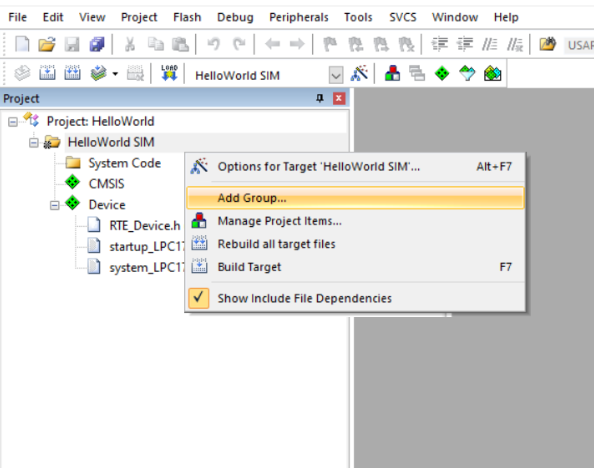 File Edit View Project Flash Debug Peripherals Tools SVCS Window Help
LOAD HelloWorld SIM
Project
Project: HelloWorld
HelloWorld SIM
System Code
Options for Target 'HelloWorld SIM'... Alt+F7
CMSIS
Add Group...
Device
RTE_Device.h
Manage Project Items...
startup_LPC17
Rebuild all target files
system_LPC17
Build Target F7
Show Include File Dependencies